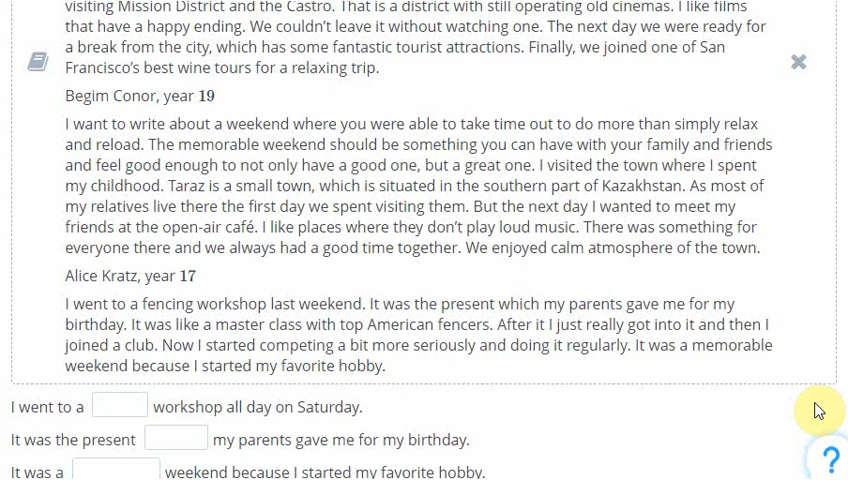 visiting Mission District and the Castro. That is a district with still operating old cinemas. I like films
that have a happy ending. We couldn’t leave it without watching one. The next day we were ready for
a break from the city, which has some fantastic tourist attractions. Finally, we joined one of San
Francisco’s best wine tours for a relaxing trip.
Begim Conor, year 19
I want to write about a weekend where you were able to take time out to do more than simply relax
and reload. The memorable weekend should be something you can have with your family and friends
and feel good enough to not only have a good one, but a great one. I visited the town where I spent
my childhood. Taraz is a small town, which is situated in the southern part of Kazakhstan. As most of
my relatives live there the first day we spent visiting them. But the next day I wanted to meet my
friends at the open-air café. I like places where they don’t play loud music. There was something for
everyone there and we always had a good time together. We enjoyed calm atmosphere of the town.
Alice Kratz, year 17
I went to a fencing workshop last weekend. It was the present which my parents gave me for my
birthday. It was like a master class with top American fencers. After it I just really got into it and then I
joined a club. Now I started competing a bit more seriously and doing it regularly. It was a memorable
weekend because I started my favorite hobby.
I went to a workshop all day on Saturday.
It was the present my parents gave me for my birthday.
It was a weekend because I started my favorite hobby.
?